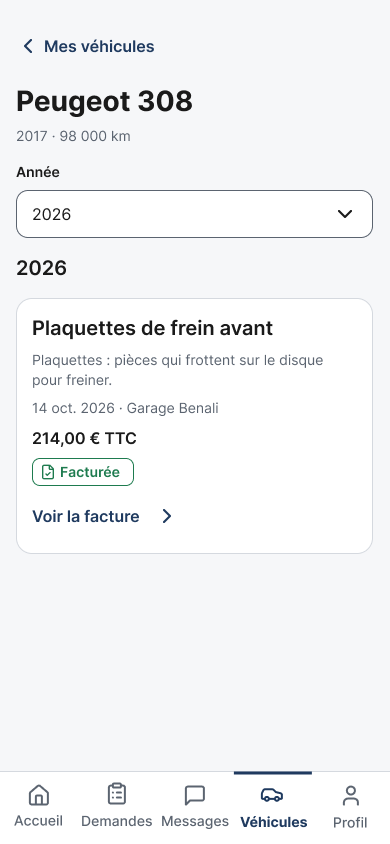 Mes véhicules
Peugeot 308
2017 · 98 000 km
Année
2026
2026
Plaquettes de frein avant
Plaquettes : pièces qui frottent sur le disque
pour freiner.
14 oct. 2026 · Garage Benali
214,00 € TTC
Facturée
Voir la facture
Accueil
Demandes
Messages
Véhicules
Profil